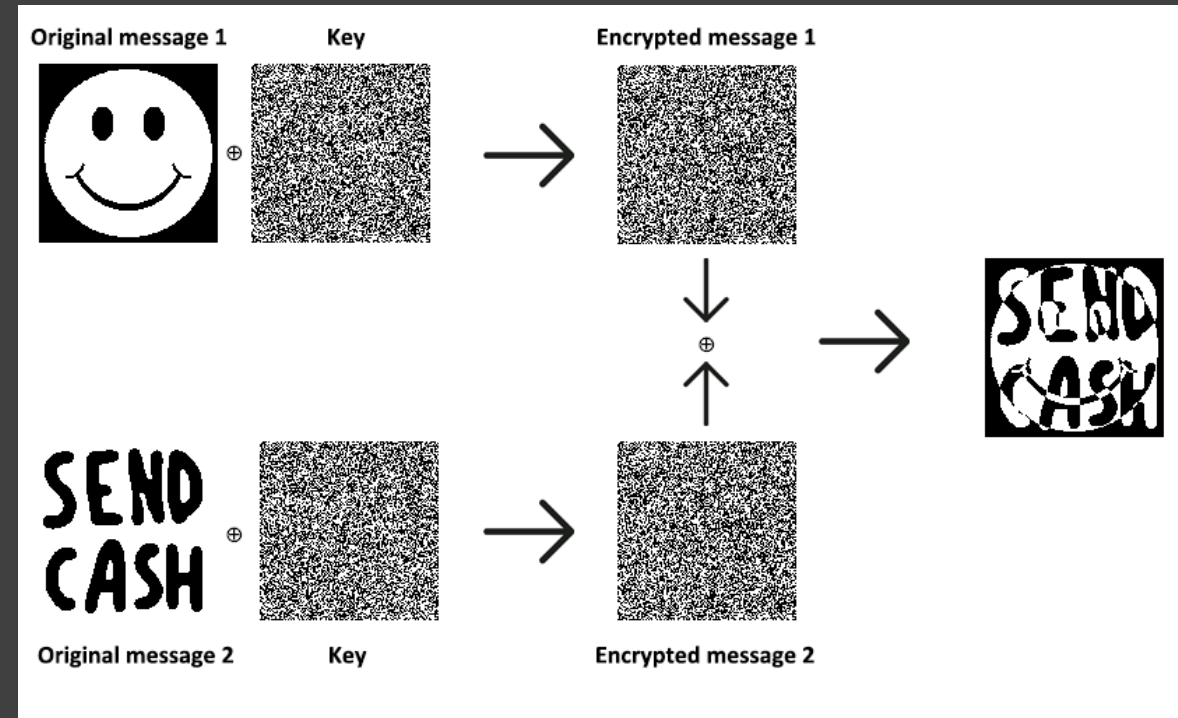 Original message 1
Key
Encrypted message 1
⊕
⊕
SEND
CASH
SEND
CASH
⊕
Original message 2
Key
Encrypted message 2